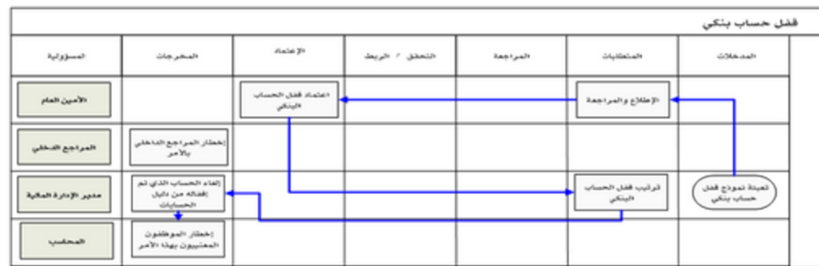 قفل حساب بنكي
المدخلات
المتطلبات
المراجعة
التحقق / الربط
الإعتماد
المخرجات
المسؤولية
الإطلاع والمراجعة
اعتماد قفل الحساب
البنكي
الأمين العام
إخطار المراجع الداخلي
بالأمر
المراجع الداخلي
تعبئة نموذج قفل
حساب بنكي
ترتيب قفل الحساب
البنكي
إلغاء الحساب الذي تم
إقفاله من دليل
الحسابات
مدير الإدارة المالية
إخطار الموظفون
المعنييون بهذا الأمر
المحاسب